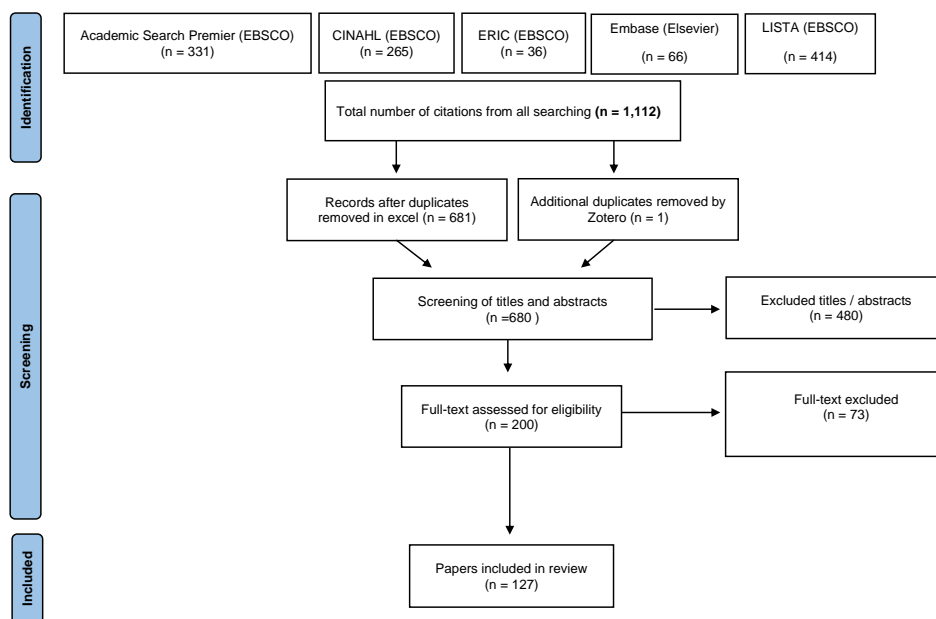 Identification
Academic Search Premier (EBSCO)
(n = 331)
CINAHL (EBSCO)
(n = 265)
ERIC (EBSCO)
(n = 36)
Embase (Elsevier)
(n = 66)
LISTA (EBSCO)
(n = 414)
Total number of citations from all searching (n = 1,112)
Screening
Records after duplicates
removed in excel (n = 681)
Additional duplicates removed by
Zotero (n = 1)
Screening of titles and abstracts
(n =680 )
Excluded titles / abstracts
(n = 480)
Full-text assessed for eligibility
(n = 200)
Full-text excluded
(n = 73)
Included
Papers included in review
(n = 127)